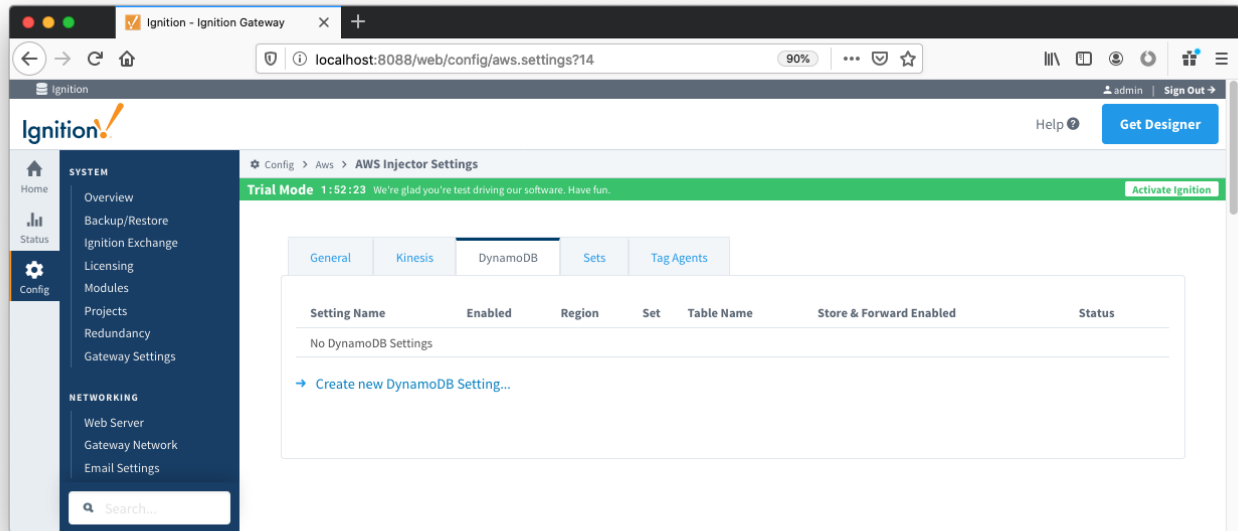 Ignition - Ignition Gateway
localhost:8088/web/config/aws.settings?14
90%
Ignition
admin | Sign Out
Ignition!
Help
Get Designer
Home
Status
Config
SYSTEM
Overview
Backup/Restore
Ignition Exchange
Licensing
Modules
Projects
Redundancy
Gateway Settings
NETWORKING
Web Server
Gateway Network
Email Settings
Search...
Config > Aws > AWS Injector Settings
Trial Mode 1:52:23 We're glad you're test driving our software. Have fun.
Activate Ignition
General Kinesis DynamoDB Sets Tag Agents
Setting Name Enabled Region Set Table Name Store & Forward Enabled Status
No DynamoDB Settings
Create new DynamoDB Setting...